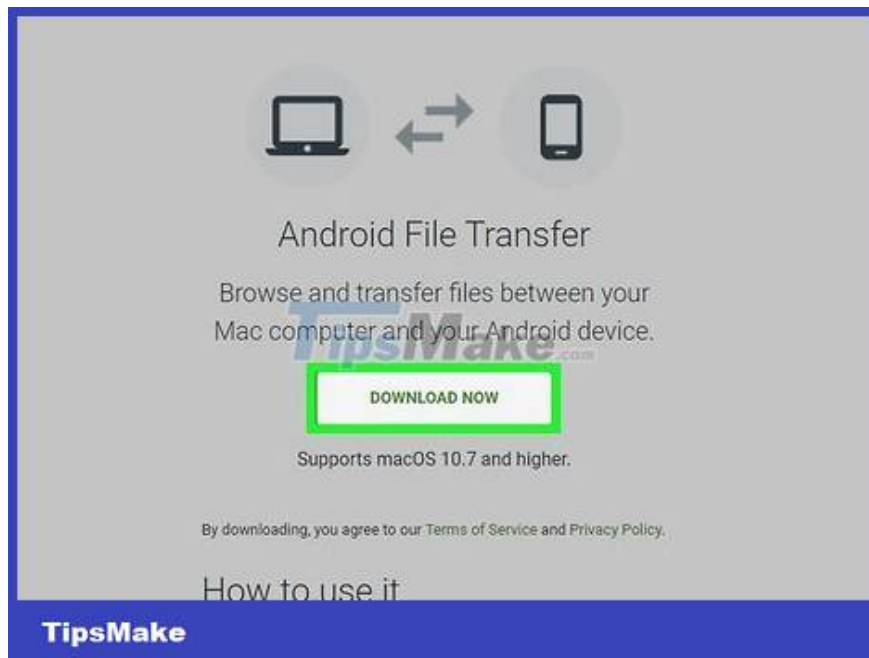 Android File Transfer
Browse and transfer files between your
Mac computer and your Android device.
TipsMake.com
DOWNLOAD NOW
Supports macOS 10.7 and higher.
By downloading, you agree to our Terms of Service and Privacy Policy.
How to use it
TipsMake